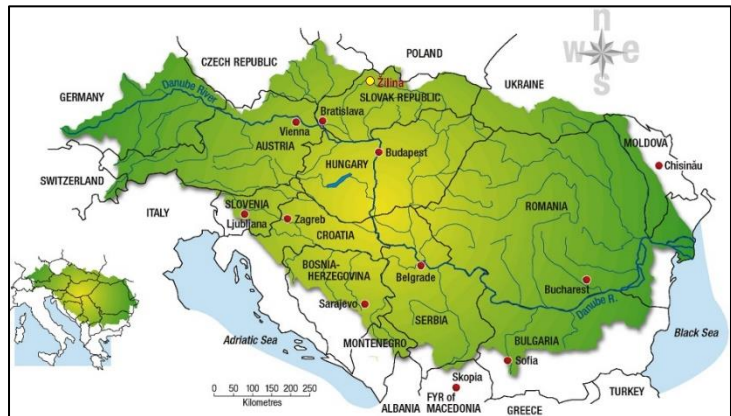 n
w e
s
CZECH REPUBLIC
POLAND
Žilina
SLOVAK REPUBLIC
UKRAINE
GERMANY
Danube River
Bratislava
Vienna
AUSTRIA
Budapest
HUNGARY
MOLDOVA
Chisinău
SWITZERLAND
ITALY
SLOVENIA
Ljubljana
Zagreb
CROATIA
ROMANIA
BOSNIA-
HERZEGOVINA
Belgrade
Bucharest
Danube R.
Sarajevo
SERBIA
Adriatic Sea
MONTENEGRO
BULGARIA
Black Sea
Sofia
Skopia
0 50 100 150 200 250
Kilometres
ALBANIA
FYR of
MACEDONIA
GREECE
TURKEY